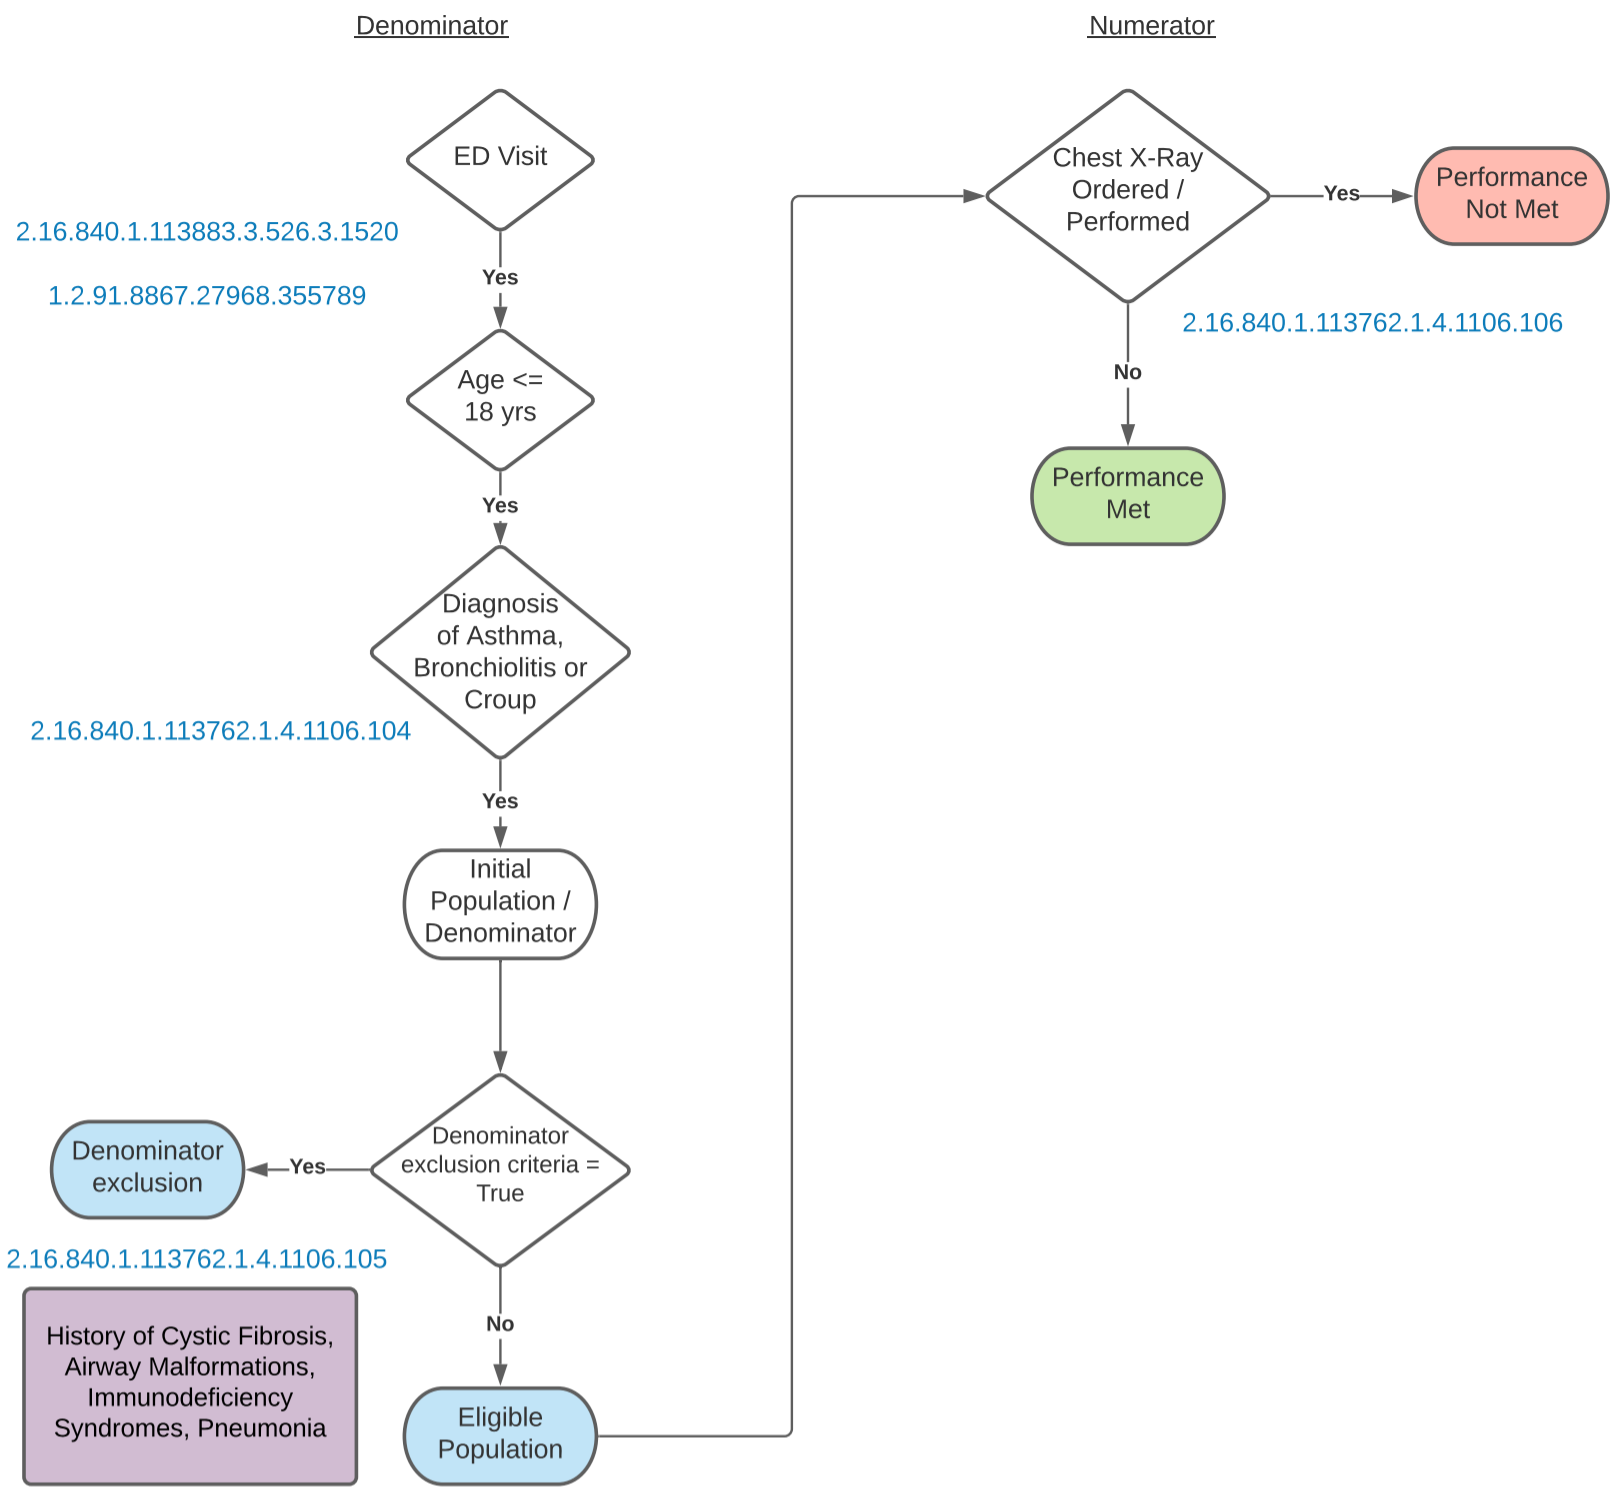 Denominator
ED Visit
2.16.840.1.113883.3.526.3.1520
Yes
1.2.91.8867.27968.355789
Age <=
18 yrs
Yes
Diagnosis
of Asthma,
Bronchiolitis or
Croup
2.16.840.1.113762.1.4.1106.104
Yes
Initial
Population /
Denominator
Denominator
exclusion criteria =
True
Yes
Denominator
exclusion
2.16.840.1.113762.1.4.1106.105
History of Cystic Fibrosis,
Airway Malformations,
Immunodeficiency
Syndromes, Pneumonia
No
Eligible
Population
Numerator
Chest X-Ray
Ordered /
Performed
Yes
Performance
Not Met
2.16.840.1.113762.1.4.1106.106
No
Performance
Met